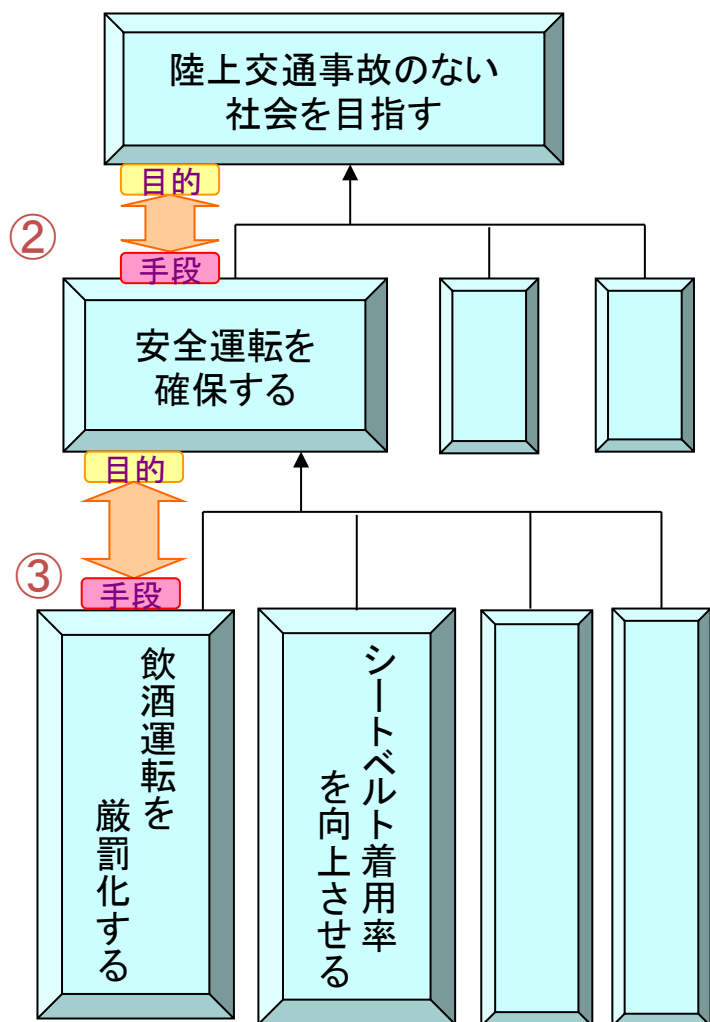 陸上交通事故のない
社会を目指す
目的
②
手段
安全運転を
確保する
目的
③
手段
飲酒運転を
厳罰化する
シートベルト着用率
を向上させる